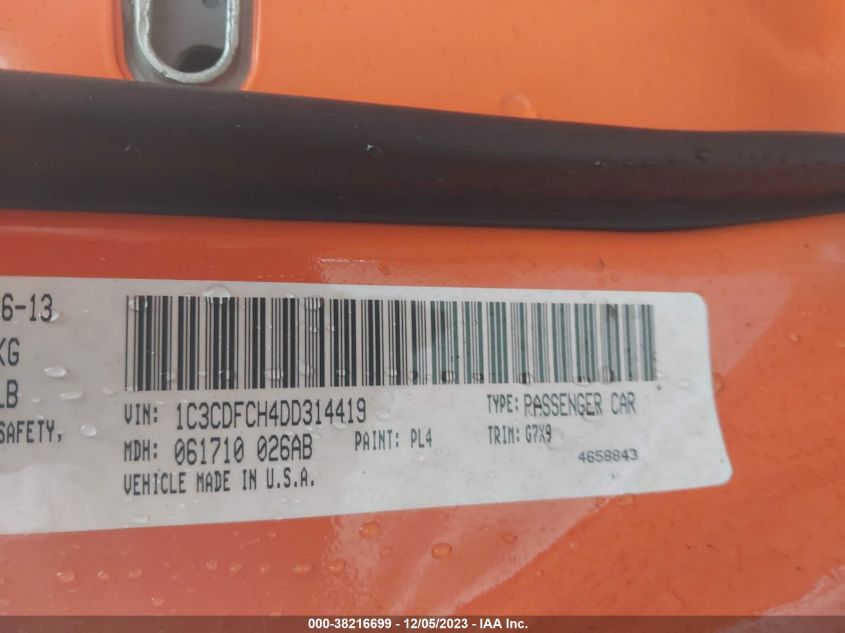 6-13
KG
LB
SAFETY,
VIN: 1C3CDFCH4DD314419
TYPE: PASSENGER CAR
MDH: 061710 026AB
PAINT: PL4
TRIM: G7X9
VEHICLE MADE IN U.S.A.
4658843
000-38216699 - 12/05/2023 - IAA Inc.